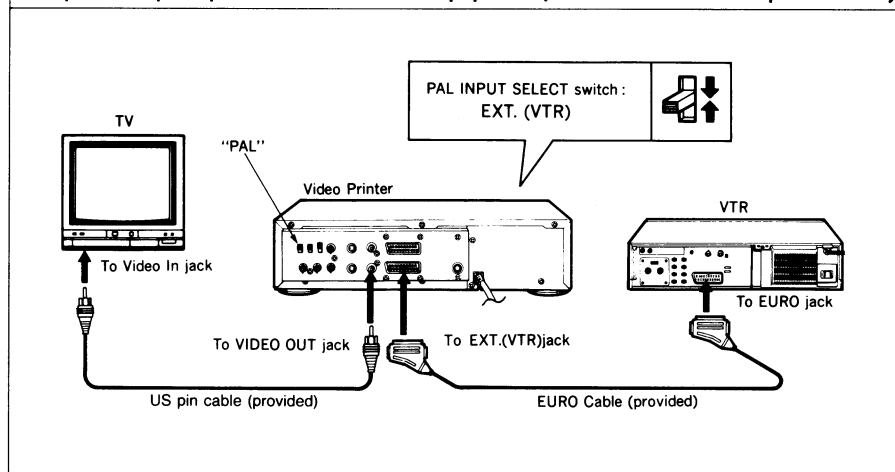 PAL INPUT SELECT switch :
EXT. (VTR)
TV
"PAL"
Video Printer
VTR
To Video In jack
To EURO jack
To VIDEO OUT jack
To EXT.(VTR)jack
US pin cable (provided)
EURO Cable (provided)